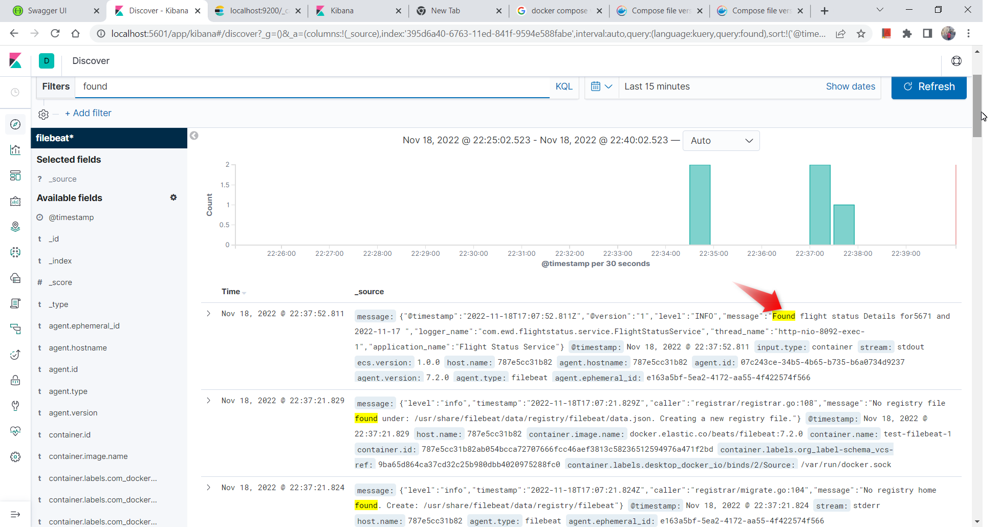 Swagger UI
Discover - Kibana
localhost:9200/_c
Kibana
New Tab
docker compose
Compose file vers
Compose file vers
localhost:5601/app/kibana#/discover?_g=()&_a=(columns:!(_source),index:'395d6a40-6763-11ed-841f-9594e588fabe',interval:auto,query:(language:kuery,query:found),sort:!('@time...
D
Discover
Filters
found
KQL
Last 15 minutes
Show dates
Refresh
+ Add filter
filebeat*
Selected fields
? _source
Available fields
@timestamp
t _id
t _index
# _score
t _type
t agent.ephemeral_id
t agent.hostname
t agent.id
t agent.type
t agent.version
t container.id
t container.image.name
t container.labels.com_docker...
t container.labels.com_docker...
t container.labels.com_docker...
Nov 18, 2022 @ 22:25:02.523 - Nov 18, 2022 @ 22:40:02.523 —
Auto
Count
2
1.5
1
0.5
0
22:26:00 22:27:00 22:28:00 22:29:00 22:30:00 22:31:00 22:32:00 22:33:00 22:34:00 22:35:00 22:36:00 22:37:00 22:38:00 22:39:00
@timestamp per 30 seconds
Time _source
Nov 18, 2022 @ 22:37:52.811
message: {"@timestamp":"2022-11-18T17:07:52.811Z","@version":"1","level":"INFO","message":"Found flight status Details for5671 and
2022-11-17 ","logger_name":"com.ewd.flightstatus.service.FlightStatusService","thread_name":"http-nio-8092-exec-
1","application_name":"Flight Status Service"} @timestamp: Nov 18, 2022 @ 22:37:52.811 input.type: container stream: stdout
ecs.version: 1.0.0 host.name: 787e5cc31b82 agent.hostname: 787e5cc31b82 agent.id: 07c243ce-34b5-4b65-b735-b6a0734d9237
agent.version: 7.2.0 agent.type: filebeat agent.ephemeral_id: e163a5bf-5ea2-4172-aa55-4f422574f566
Nov 18, 2022 @ 22:37:21.829
message: {"level":"info","timestamp":"2022-11-18T17:07:21.829Z","caller":"registrar/registrar.go:108","message":"No registry file
found under: /usr/share/filebeat/data/registry/filebeat/data.json. Creating a new registry file."} @timestamp: Nov 18, 2022 @
22:37:21.829 host.name: 787e5cc31b82 container.image.name: docker.elastic.co/beats/filebeat:7.2.0 container.name: test-filebeat-1
container.id: 787e5cc31b82ab054bcca72707666fcc46aef3813c58236512594976a471f2bd container.labels.org_label-schema_vcs-
ref: 9ba65d864ca37cd32c25b980dbb4020975288fc0 container.labels.desktop_docker_io/binds/2/Source: /var/run/docker.sock
Nov 18, 2022 @ 22:37:21.824
message: {"level":"info","timestamp":"2022-11-18T17:07:21.824Z","caller":"registrar/migrate.go:104","message":"No registry home
found. Create: /usr/share/filebeat/data/registry/filebeat"} @timestamp: Nov 18, 2022 @ 22:37:21.824 stream: stderr
host.name: 787e5cc31b82 agent.type: filebeat agent.ephemeral_id: e163a5bf-5ea2-4172-aa55-4f422574f566